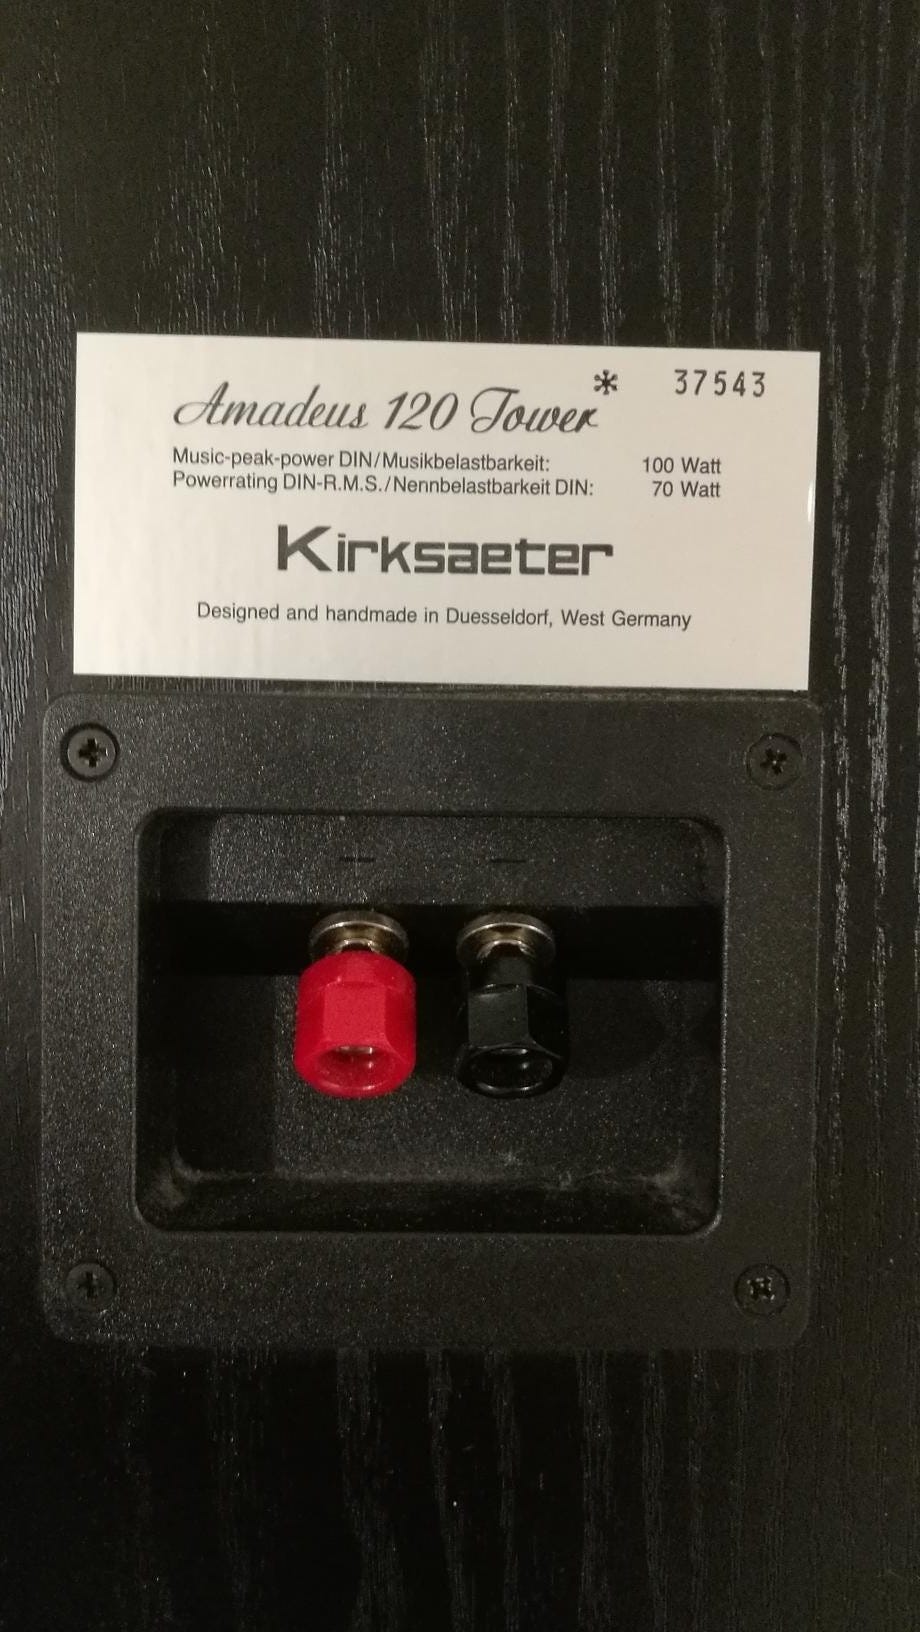 Amadeus 120 Tower * 37543
Music-peak-power DIN/Musikbelastbarkeit: 100 Watt
Powerrating DIN-R.M.S./Nennbelastbarkeit DIN: 70 Watt
Kirksaeter
Designed and handmade in Duesseldorf, West Germany
+ −